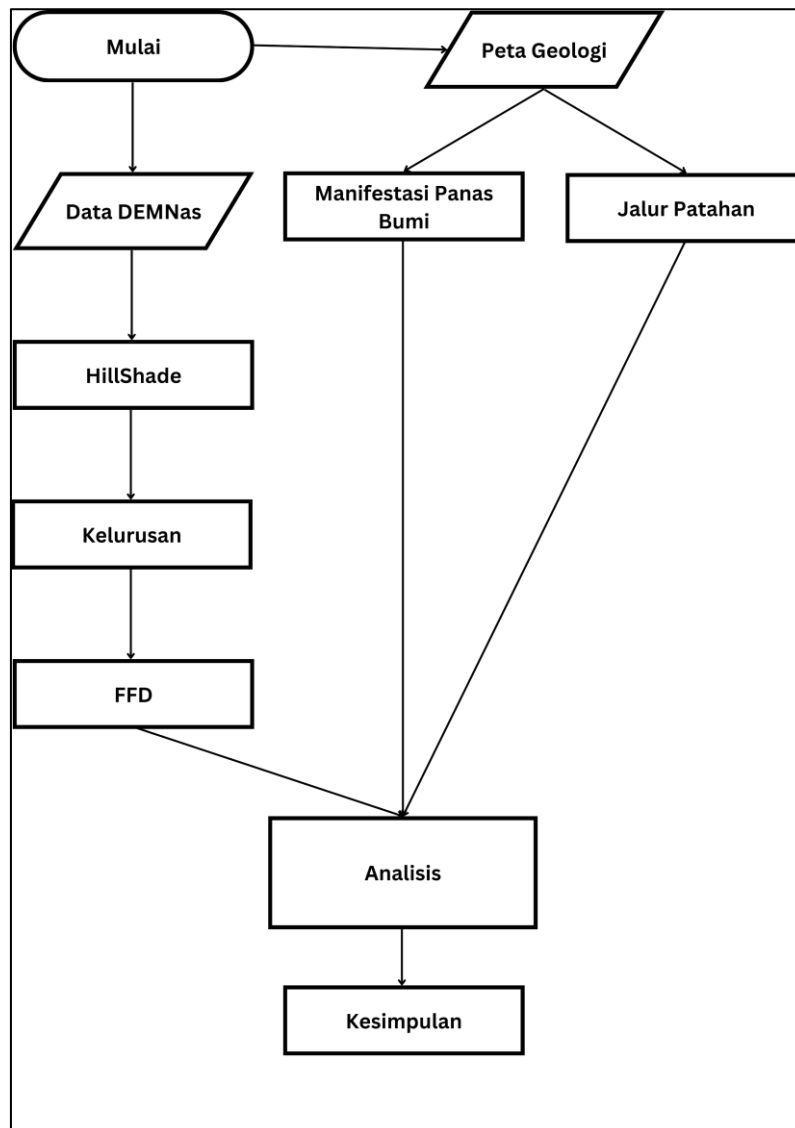 Mulai
Peta Geologi
Data DEMNas
Manifestasi Panas
Bumi
Jalur Patahan
HillShade
Kelurusan
FFD
Analisis
Kesimpulan